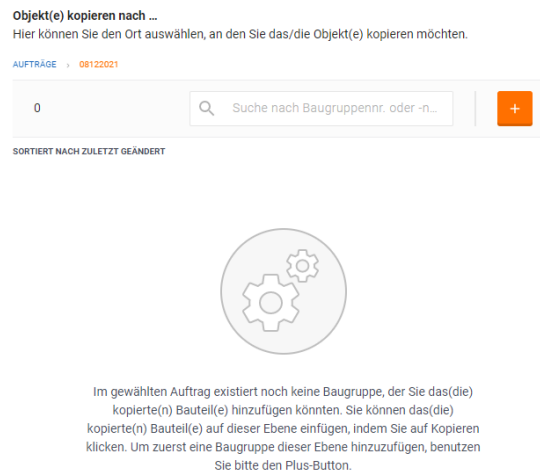 Objekt(e) kopieren nach ...
Hier können Sie den Ort auswählen, an den Sie das/die Objekt(e) kopieren möchten.
AUFTRÄGE › 08122021
0
Suche nach Baugruppennr. oder -n...
+
SORTIERT NACH ZULETZT GEÄNDERT
Im gewählten Auftrag existiert noch keine Baugruppe, der Sie das(die)
kopierte(n) Bauteil(e) hinzufügen könnten. Sie können das(die)
kopierte(n) Bauteil(e) auf dieser Ebene einfügen, indem Sie auf Kopieren
klicken. Um zuerst eine Baugruppe dieser Ebene hinzuzufügen, benutzen
Sie bitte den Plus-Button.